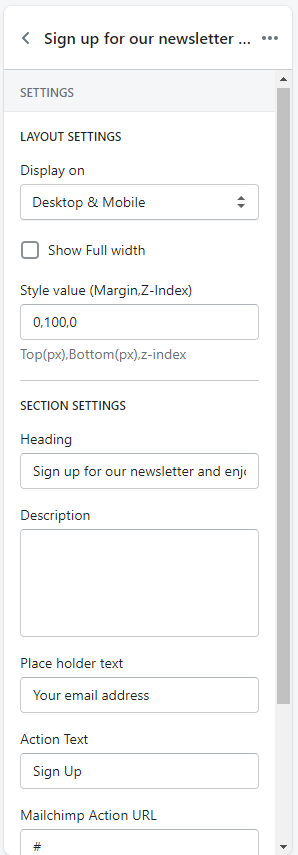 Sign up for our newsletter ...
SETTINGS
LAYOUT SETTINGS
Display on
Desktop & Mobile
Show Full width
Style value (Margin,Z-Index)
0,100,0
Top(px),Bottom(px),z-index
SECTION SETTINGS
Heading
Sign up for our newsletter and enjo
Description
Place holder text
Your email address
Action Text
Sign Up
Mailchimp Action URL
#